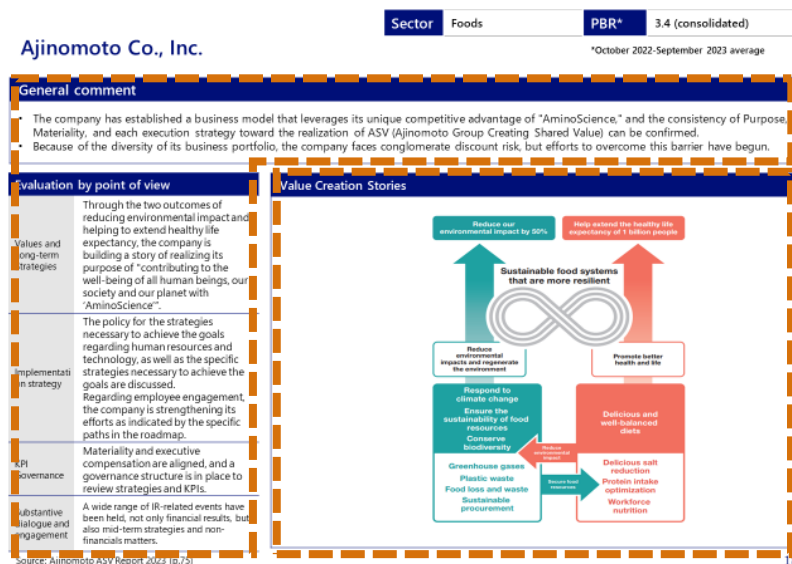 Sector Foods PBR* 3.4 (consolidated)
Ajinomoto Co., Inc.
*October 2022-September 2023 average
General comment
• The company has established a business model that leverages its unique competitive advantage of "AminoScience," and the consistency of Purpose,
Materiality, and each execution strategy toward the realization of ASV (Ajinomoto Group Creating Shared Value) can be confirmed.
• Because of the diversity of its business portfolio, the company faces conglomerate discount risk, but efforts to overcome this barrier have begun.
Evaluation by point of view
Values and
long-term
strategies
Through the two outcomes of
reducing environmental impact and
helping to extend healthy life
expectancy, the company is
building a story of realizing its
purpose of "contributing to the
well-being of all human beings, our
society and our planet with
'AminoScience'".
Implementati
on strategy
The policy for the strategies
necessary to achieve the goals
regarding human resources and
technology, as well as the specific
strategies necessary to achieve the
goals are discussed.
Regarding employee engagement,
the company is strengthening its
efforts as indicated by the specific
paths in the roadmap.
KPI
Governance
Materiality and executive
compensation are aligned, and a
governance structure is in place to
review strategies and KPIs.
Substantive
dialogue and
engagement
A wide range of IR-related events have
been held, not only financial results, but
also mid-term strategies and non-
financials matters.
Value Creation Stories
Reduce our
environmental impact by 50%
Help extend the healthy life
expectancy of 1 billion people
Sustainable food systems
that are more resilient
Reduce
environmental
impacts and regenerate
the environment
Promote better
health and life
Respond to
climate change
Ensure the
sustainability of food
resources
Conserve
biodiversity
Delicious and
well-balanced
diets
Reduce
environmental
impact
Secure food
resources
Greenhouse gases
Plastic waste
Food loss and waste
Sustainable
procurement
Delicious salt
reduction
Protein intake
optimization
Workforce
nutrition
Source: Ajinomoto ASV Report 2023 [p.75]